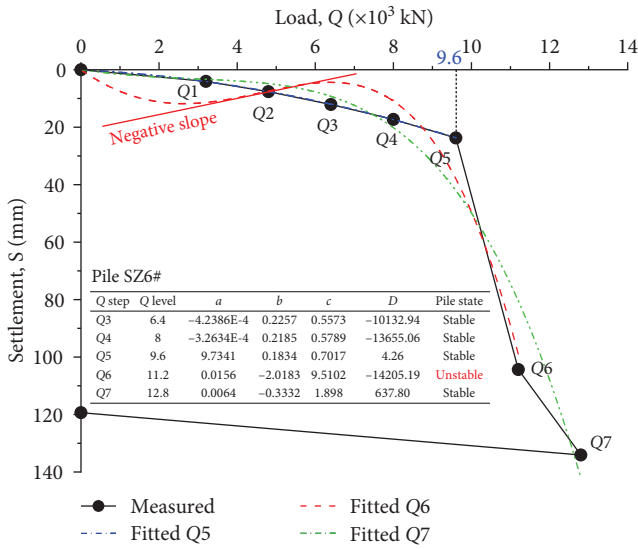 Load, Q (×10³ kN)
0 2 4 6 8 10 12 14
9.6
0
20
40
60
80
100
120
140
Settlement, S (mm)
Q1
Q2
Q3
Q4
Q5
Q6
Q7
Negative slope
Pile SZ6#
Q step Q level a b c D Pile state
Q3 6.4 –4.2386E-4 0.2257 0.5573 –10132.94 Stable
Q4 8 –3.2634E-4 0.2185 0.5789 –13655.06 Stable
Q5 9.6 9.7341 0.1834 0.7017 4.26 Stable
Q6 11.2 0.0156 –2.0183 9.5102 –14205.19 Unstable
Q7 12.8 0.0064 –0.3332 1.898 637.80 Stable
Measured
Fitted Q5
Fitted Q6
Fitted Q7